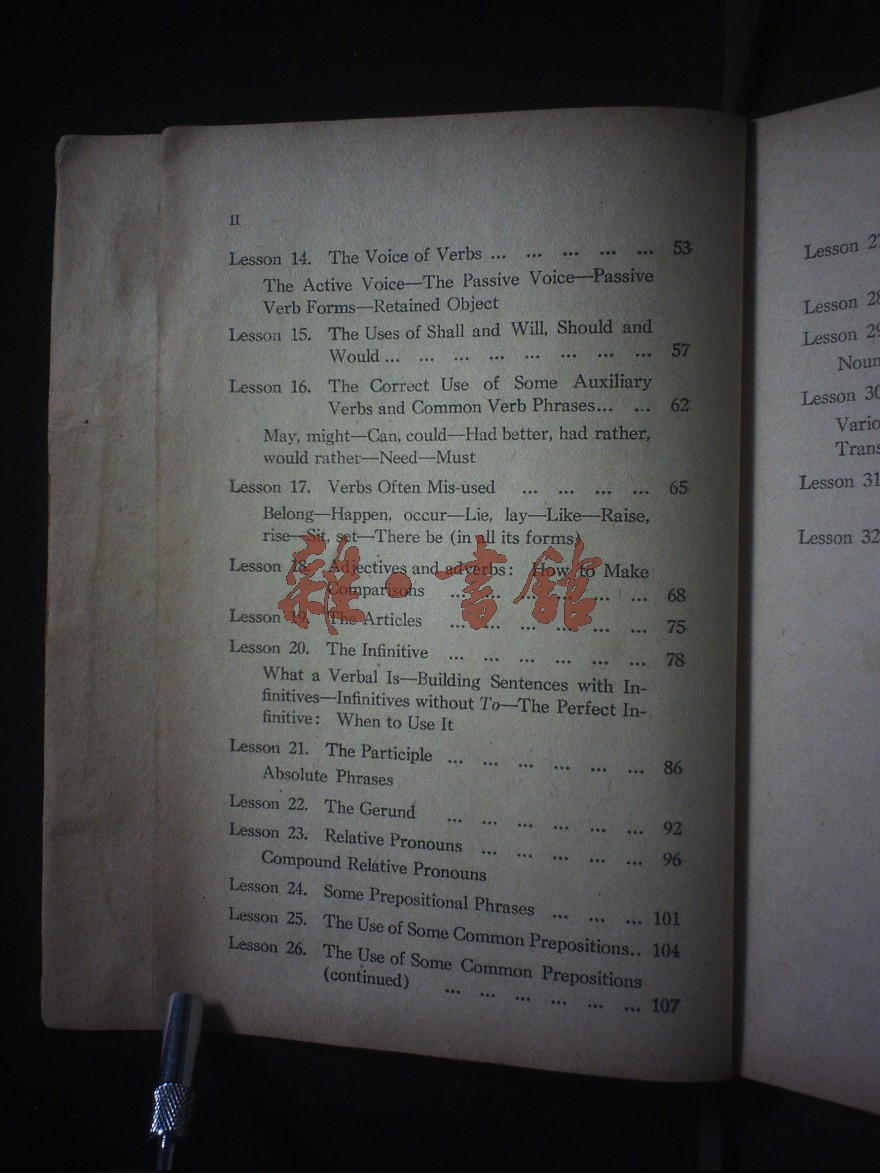 II
Lesson 14. The Voice of Verbs ... ... ... ... ... 53
The Active Voice—The Passive Voice—Passive
Verb Forms—Retained Object
Lesson 15. The Uses of Shall and Will, Should and
Would ... ... ... ... ... ... ... ... 57
Lesson 16. The Correct Use of Some Auxiliary
Verbs and Common Verb Phrases... ... 62
May, might—Can, could—Had better, had rather,
would rather—Need—Must
Lesson 17. Verbs Often Mis-used ... ... ... ... 65
Belong—Happen, occur—Lie, lay—Like—Raise,
rise—Sit, set—There be (in all its forms)
Lesson 18. Adjectives and adverbs: How to Make
Comparisons ... ... ... ... ... ... 68
Lesson 19. The Articles ... ... ... ... ... ... 75
Lesson 20. The Infinitive ... ... ... ... ... ... 78
What a Verbal Is—Building Sentences with In-
finitives—Infinitives without To—The Perfect In-
finitive: When to Use It
Lesson 21. The Participle ... ... ... ... ... ... 86
Absolute Phrases
Lesson 22. The Gerund ... ... ... ... ... ... 92
Lesson 23. Relative Pronouns ... ... ... ... ... 96
Compound Relative Pronouns
Lesson 24. Some Prepositional Phrases ... ... ... 101
Lesson 25. The Use of Some Common Prepositions.. 104
Lesson 26. The Use of Some Common Prepositions
(continued) ... ... ... ... ... ... 107
雜·書館
Lesson
Lesson 28
Lesson 29
Noun
Lesson 30
Lesson 31
Lesson 32